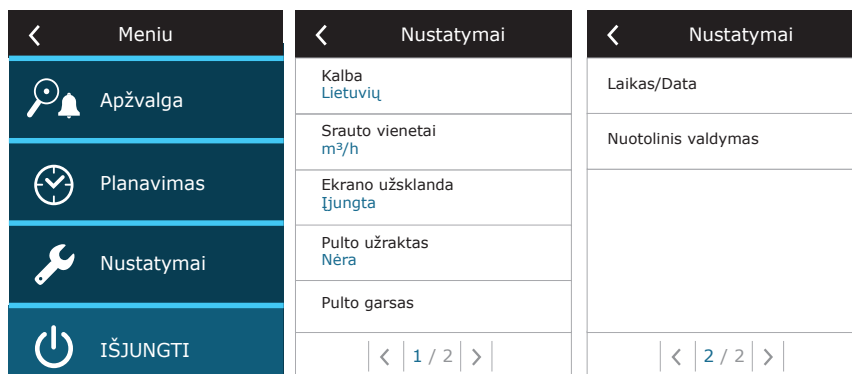 Meniu
Apžvalga
Planavimas
Nustatymai
IŠJUNGTI
Nustatymai
Kalba
Lietuvių
Srauto vienetai
m³/h
Ekrano užsklanda
Įjungta
Pulto užraktas
Nėra
Pulto garsas
1 / 2
Nustatymai
Laikas/Data
Nuotolinis valdymas
2 / 2